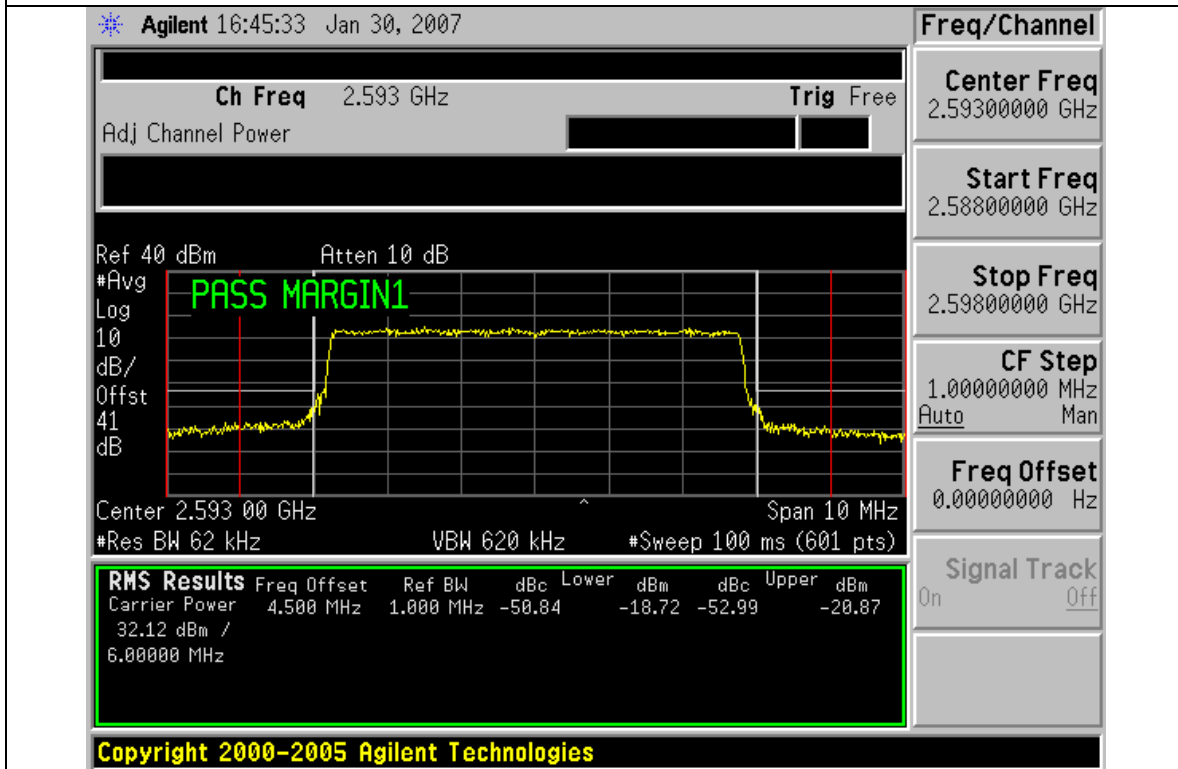 Agilent 16:45:33 Jan 30, 2007
Freq/Channel
Ch Freq 2.593 GHz Trig Free
Adj Channel Power
Center Freq
2.59300000 GHz
Start Freq
2.58800000 GHz
Stop Freq
2.59800000 GHz
CF Step
1.00000000 MHz
Auto Man
Freq Offset
0.00000000 Hz
Signal Track
On Off
Ref 40 dBm Atten 10 dB
#Avg
Log
10
dB/
Offst
41
dB
PASS MARGIN1
Center 2.593 00 GHz Span 10 MHz
#Res BW 62 kHz VBW 620 kHz #Sweep 100 ms (601 pts)
RMS Results Freq Offset Ref BW dBc Lower dBm dBc Upper dBm
Carrier Power 4.500 MHz 1.000 MHz -50.84 -18.72 -52.99 -20.87
32.12 dBm /
6.00000 MHz
Copyright 2000-2005 Agilent Technologies